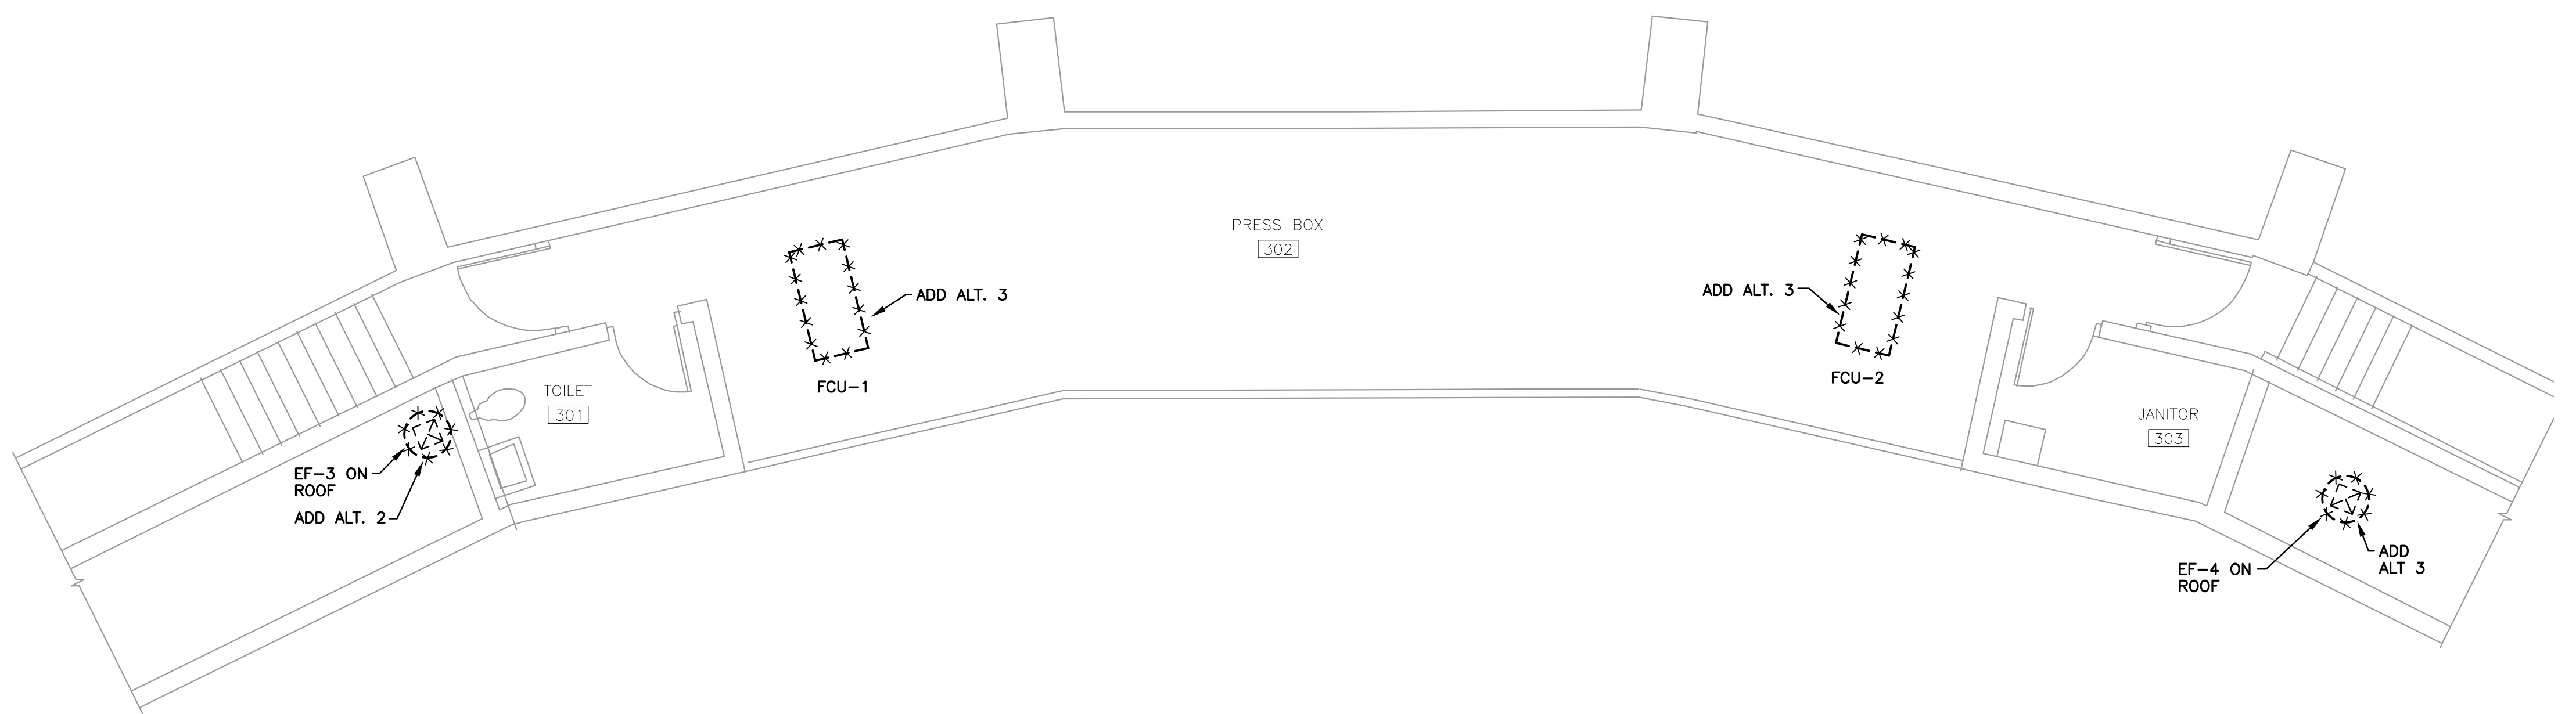 PRESS BOX
302
ADD ALT. 3
FCU-1
ADD ALT. 3
FCU-2
TOILET
301
EF-3 ON
ROOF
ADD ALT. 2
JANITOR
303
EF-4 ON
ROOF
ADD
ALT 3